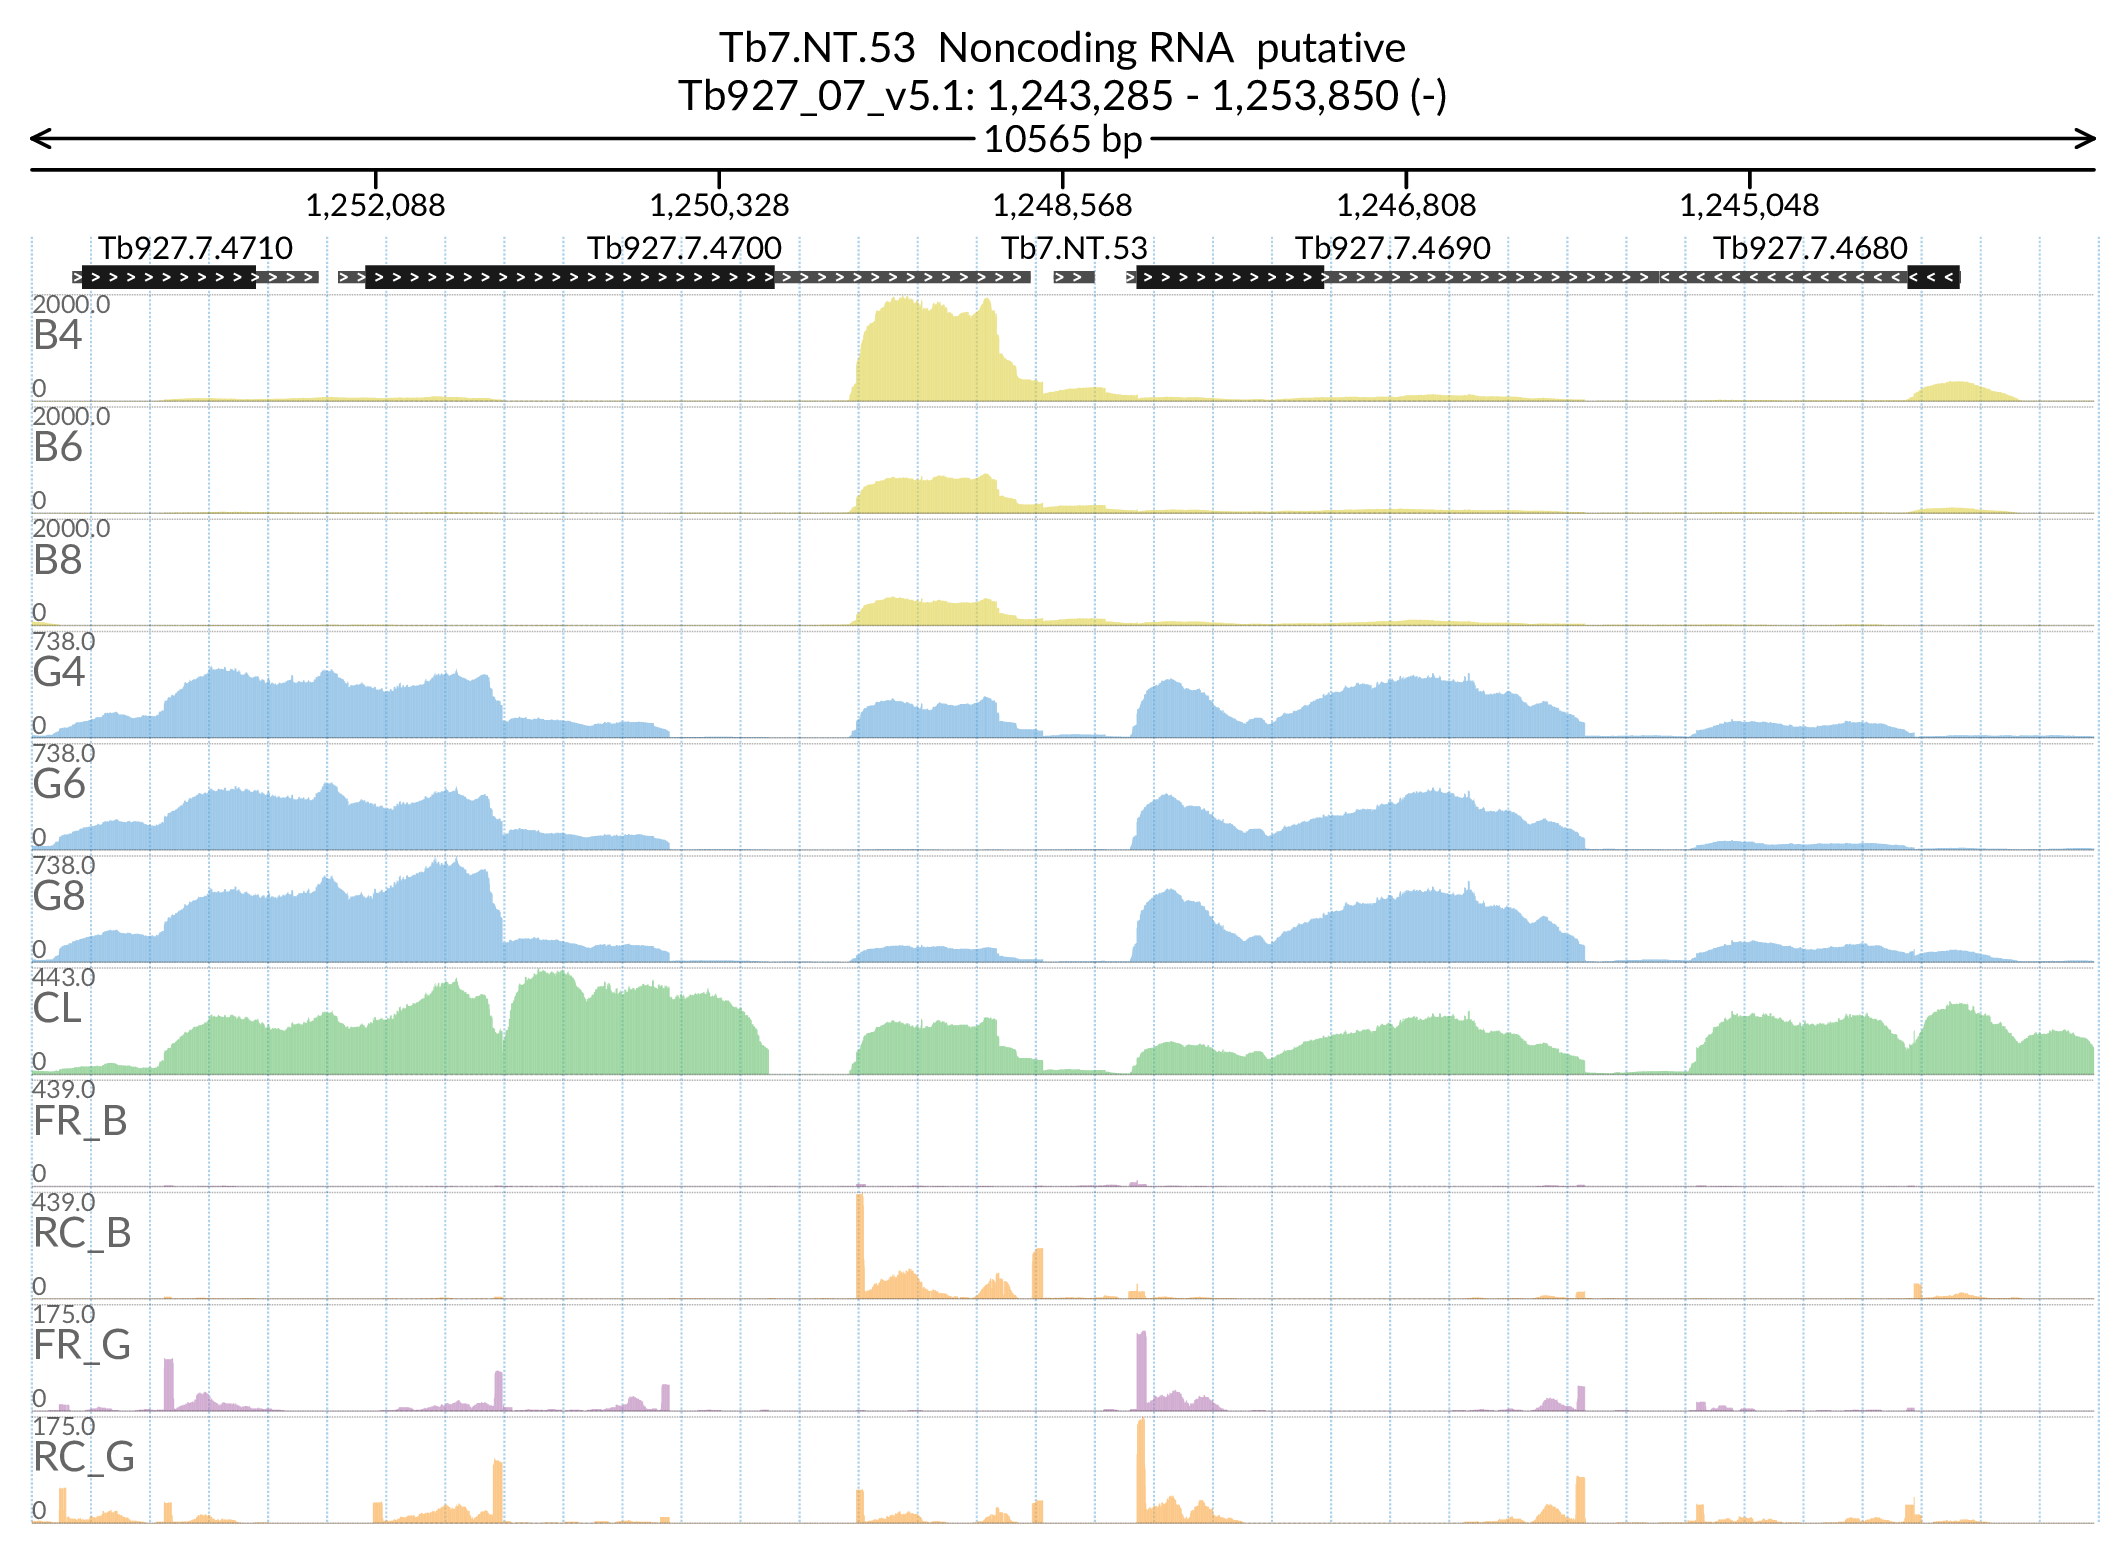 Tb7.NT.53 Noncoding RNA putative
Tb927_07_v5.1: 1,243,285 - 1,253,850 (-)
10565 bp
1,252,088 1,250,328 1,248,568 1,246,808 1,245,048
Tb927.7.4710 Tb927.7.4700 Tb7.NT.53 Tb927.7.4690 Tb927.7.4680
2000.0
B4
0
2000.0
B6
0
2000.0
B8
0
738.0
G4
0
738.0
G6
0
738.0
G8
0
443.0
CL
0
439.0
FR_B
0
439.0
RC_B
0
175.0
FR_G
0
175.0
RC_G
0